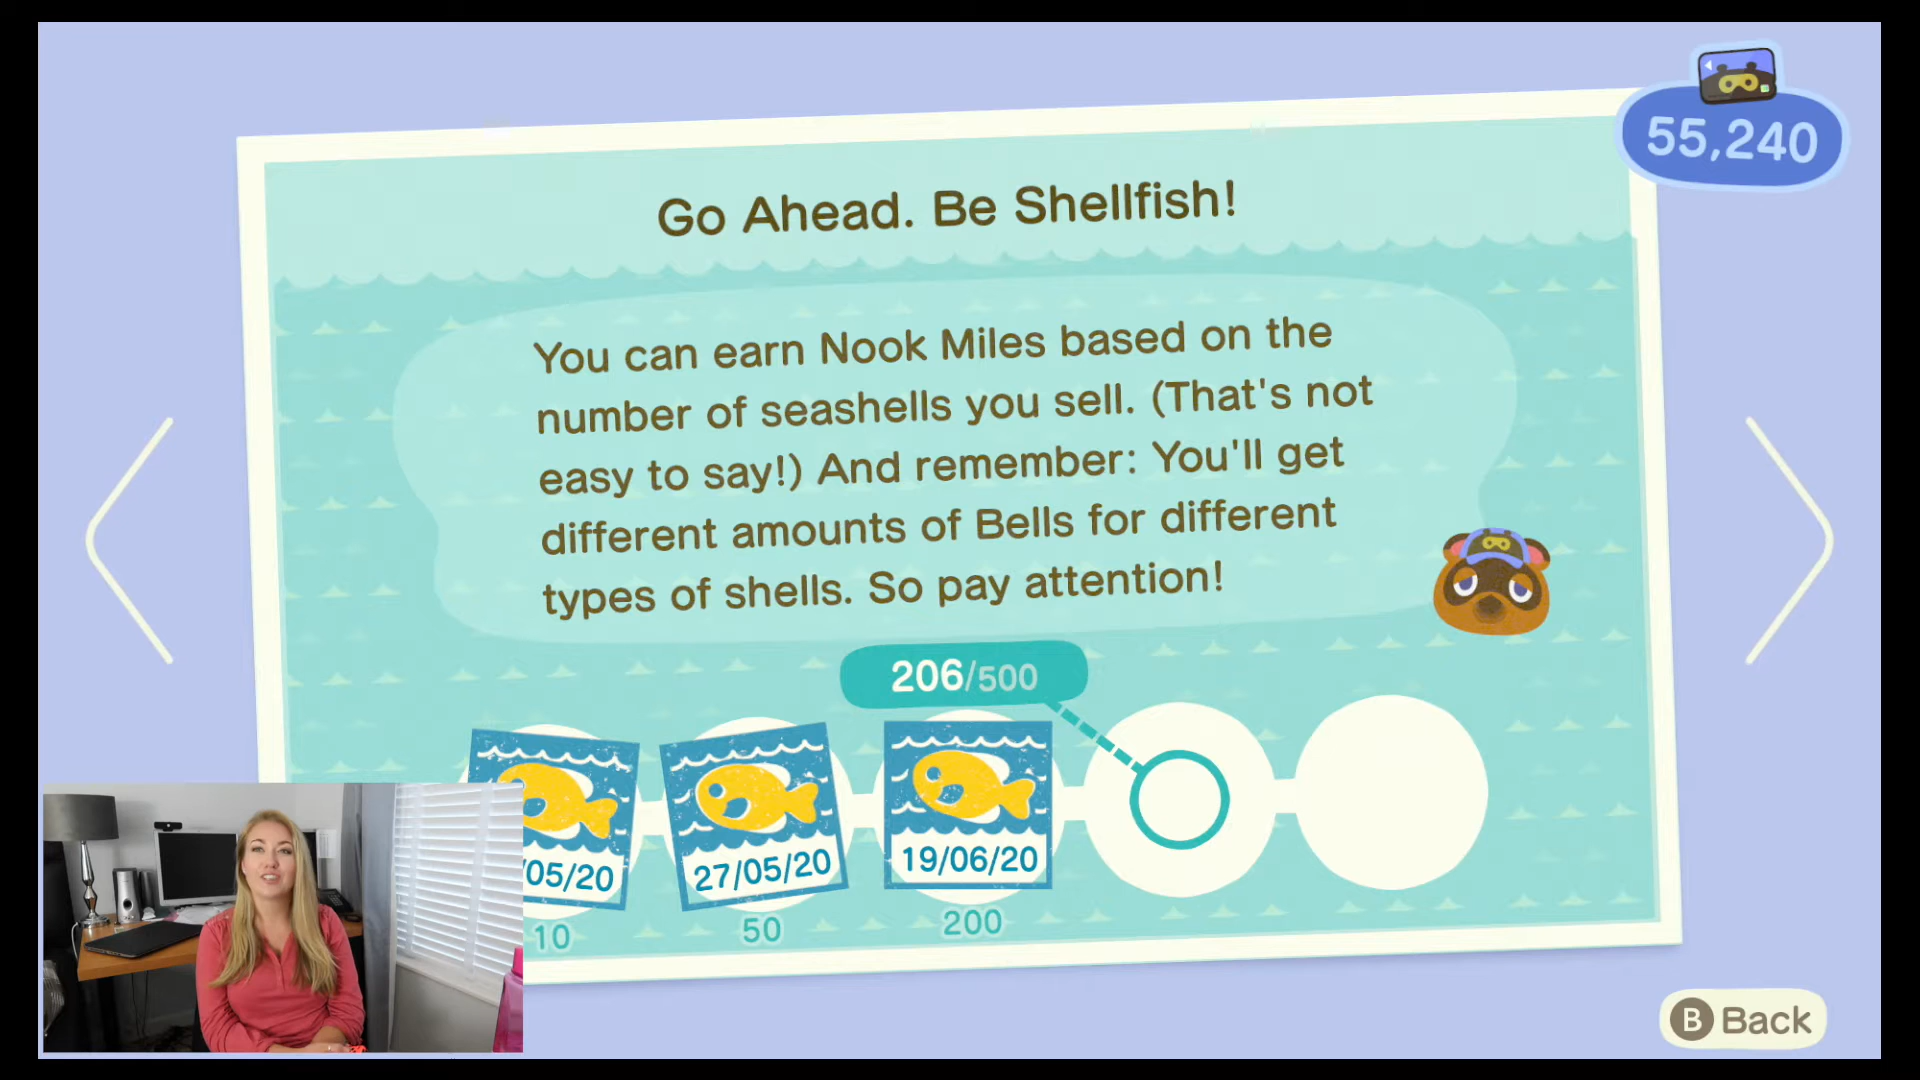 55,240
Go Ahead. Be Shellfish!
You can earn Nook Miles based on the
number of seashells you sell. (That's not
easy to say!) And remember: You'll get
different amounts of Bells for different
types of shells. So pay attention!
206/500
/05/20
27/05/20
19/06/20
10
50
200
B Back